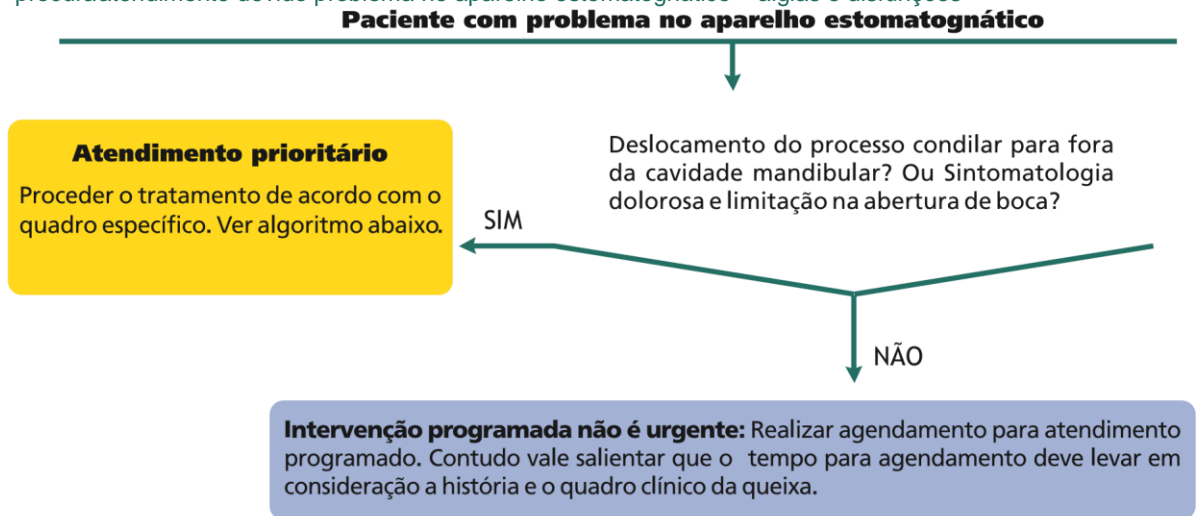 Paciente com problema no aparelho estomatognático
Deslocamento do processo condilar para fora
da cavidade mandibular? Ou Sintomatologia
dolorosa e limitação na abertura de boca?
SIM
Atendimento prioritário
Proceder o tratamento de acordo com o
quadro específico. Ver algoritmo abaixo.
NÃO
Intervenção programada não é urgente: Realizar agendamento para atendimento
programado. Contudo vale salientar que o tempo para agendamento deve levar em
consideração a história e o quadro clínico da queixa.